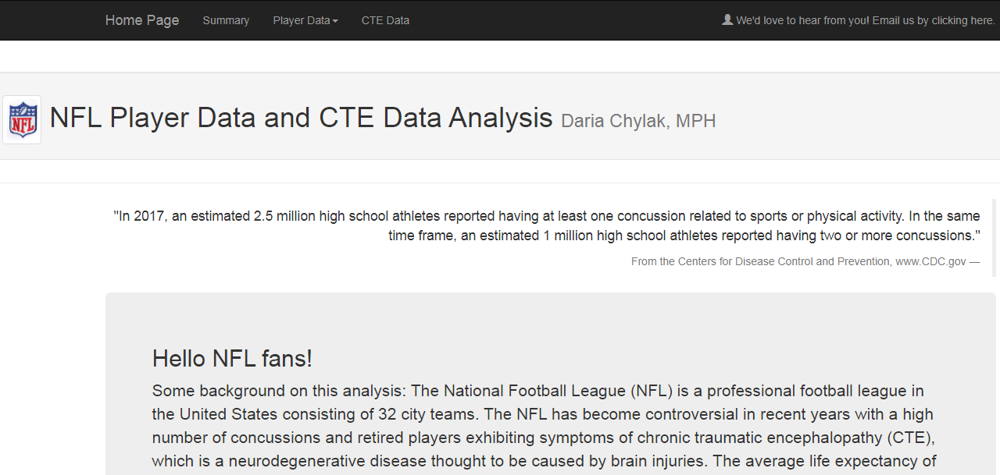 Home Page Summary Player Data CTE Data We'd love to hear from you! Email us by clicking here.
NFL
NFL Player Data and CTE Data Analysis Daria Chylak, MPH
"In 2017, an estimated 2.5 million high school athletes reported having at least one concussion related to sports or physical activity. In the same
time frame, an estimated 1 million high school athletes reported having two or more concussions."
From the Centers for Disease Control and Prevention, www.CDC.gov —
Hello NFL fans!
Some background on this analysis: The National Football League (NFL) is a professional football league in
the United States consisting of 32 city teams. The NFL has become controversial in recent years with a high
number of concussions and retired players exhibiting symptoms of chronic traumatic encephalopathy (CTE),
which is a neurodegenerative disease thought to be caused by brain injuries. The average life expectancy of